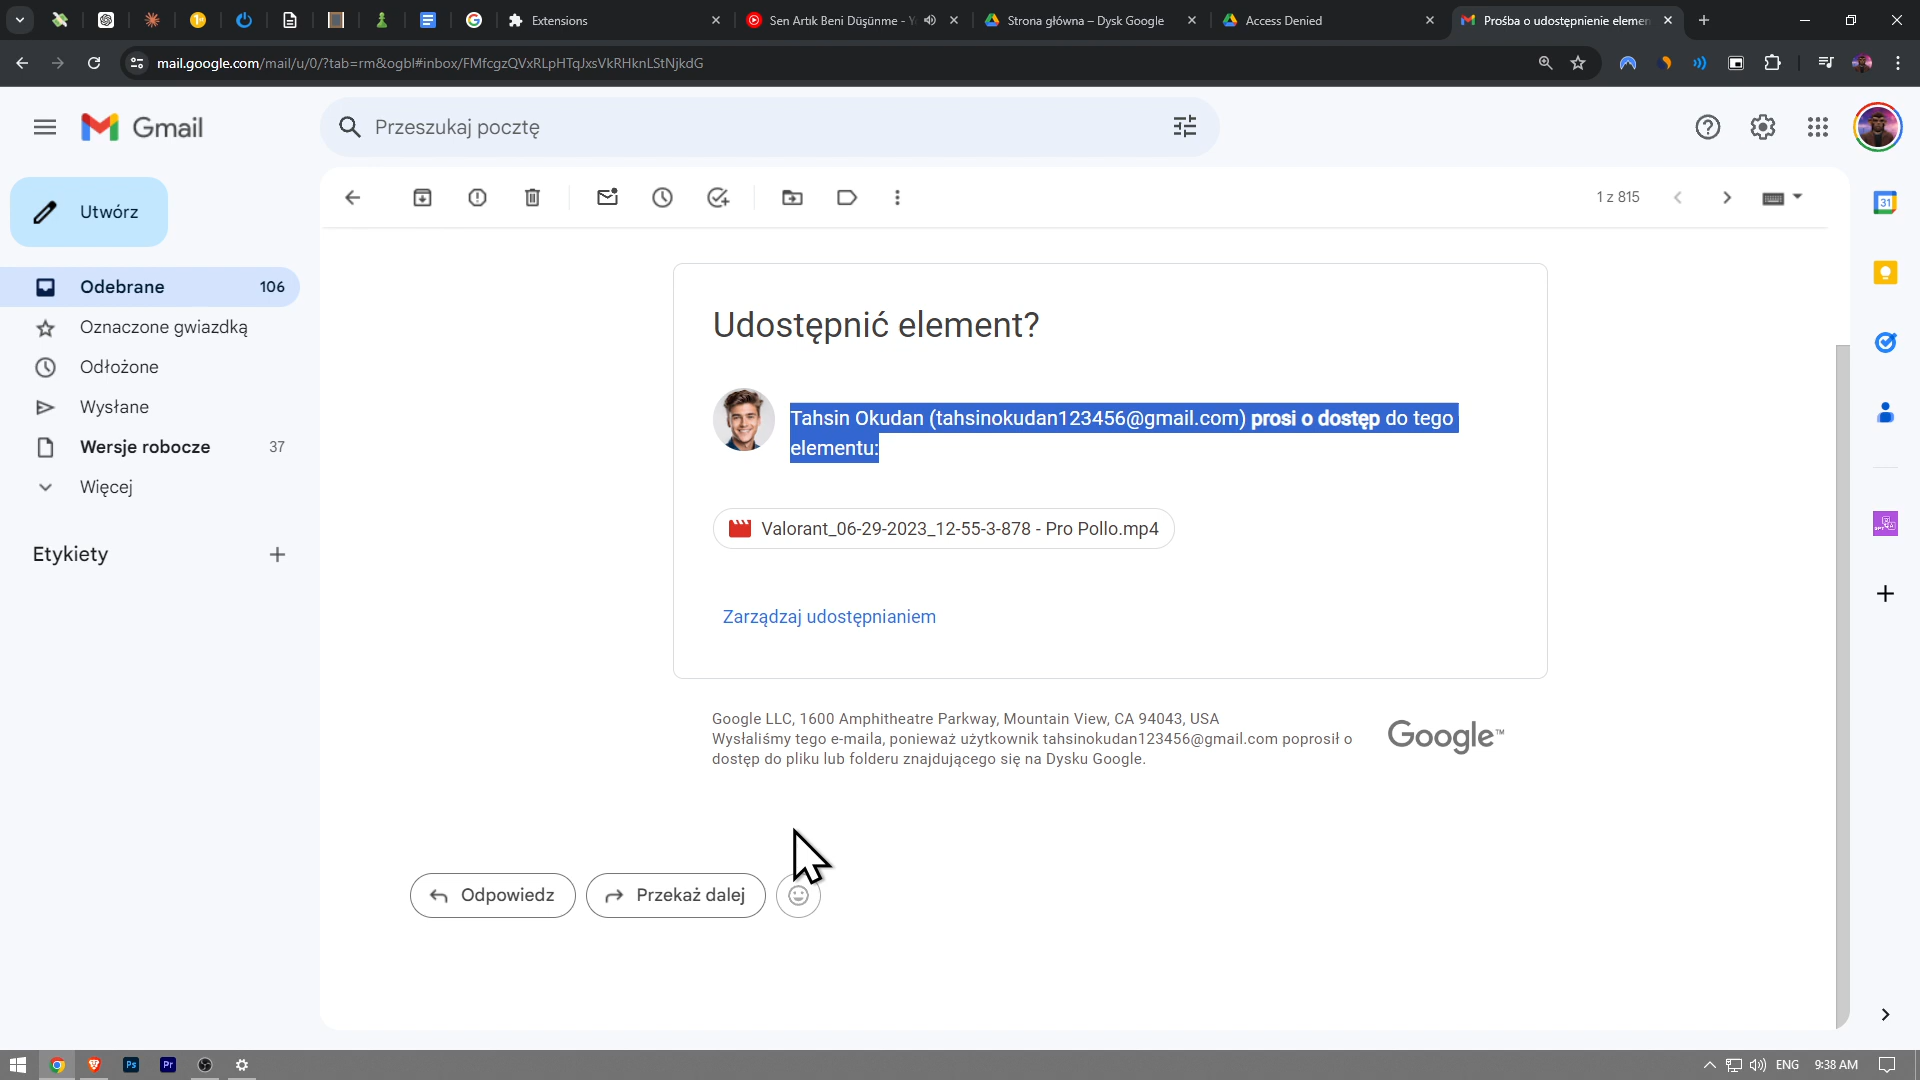 Extensions
Sen Artık Beni Düşünme - Y
Strona główna – Dysk Google
Access Denied
Prośba o udostępnienie elemen
mail.google.com/mail/u/0/?tab=rm&ogbl#inbox/FMfcgzQVxRLpHTqJxsVkRHknLStNjkdG
Gmail
Przeszukaj pocztę
Utwórz
1 z 815
Odebrane 106
Oznaczone gwiazdką
Odłożone
Wysłane
Wersje robocze 37
Więcej
Etykiety
Udostępnić element?
Tahsin Okudan (tahsinokudan123456@gmail.com) prosi o dostęp do tego
elementu:
Valorant_06-29-2023_12-55-3-878 - Pro Pollo.mp4
Zarządzaj udostępnianiem
Google LLC, 1600 Amphitheatre Parkway, Mountain View, CA 94043, USA
Wysłaliśmy tego e-maila, ponieważ użytkownik tahsinokudan123456@gmail.com poprosił o
dostęp do pliku lub folderu znajdującego się na Dysku Google.
Google™
Odpowiedz
Przekaż dalej
31
Ps
Pr
ENG
9:38 AM